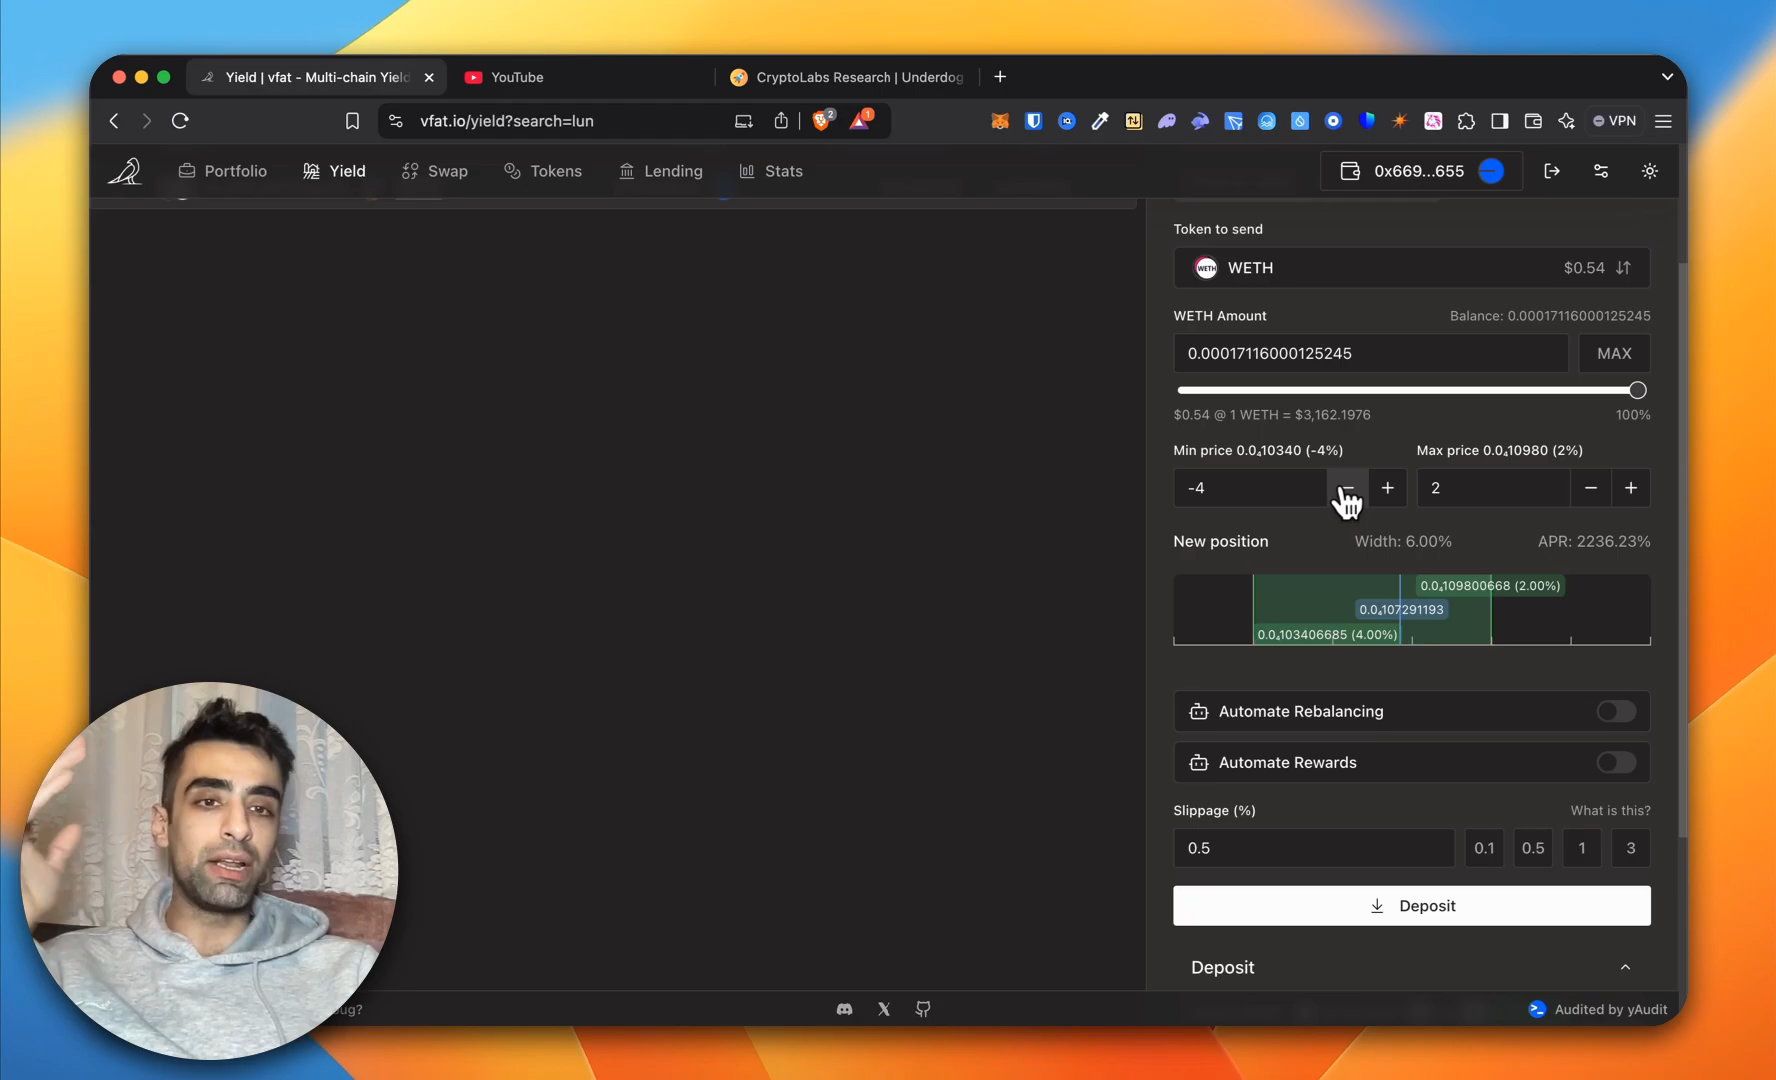 Yield | vfat - Multi-chain Yield
YouTube
CryptoLabs Research | Underdog
vfat.io/yield?search=lun
2
1
VPN
Portfolio
Yield
Swap
Tokens
Lending
Stats
0x669...655
Token to send
WETH
WETH
$0.54
WETH Amount
Balance: 0.00017116000125245
0.00017116000125245
MAX
$0.54 @ 1 WETH = $3,162.1976
100%
Min price 0.0₄10340 (-4%)
Max price 0.0₄10980 (2%)
-4
2
New position
Width: 6.00%
APR: 2236.23%
0.0₄109800668 (2.00%)
0.0₄107291193
0.0₄103406685 (4.00%)
Automate Rebalancing
Automate Rewards
Slippage (%)
What is this?
0.5
0.1
0.5
1
3
Deposit
Deposit
Audited by yAudit